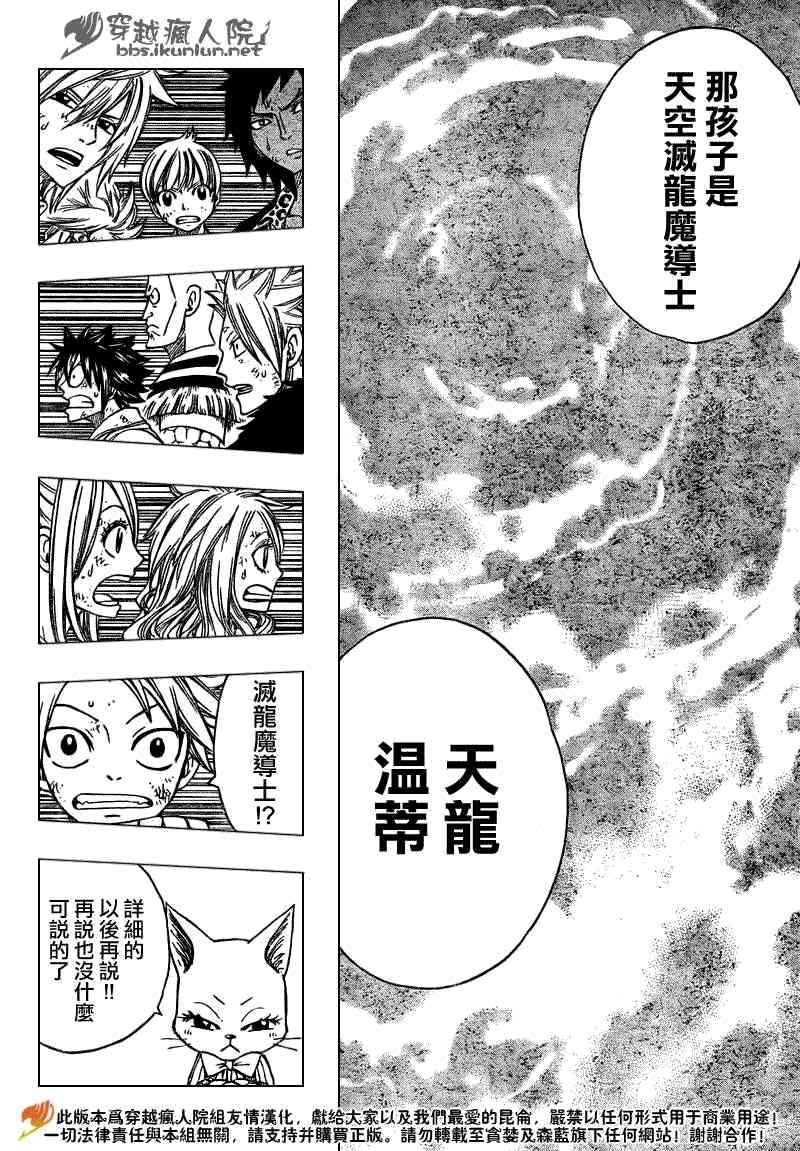 穿越瘋人院
bbs.ikunlun.net
那孩子是
天空滅龍魔導士
天龍
温蒂
滅龍魔導士!?
詳細的
以後再說!!
再說也沒什麼
可説的了
此版本爲穿越瘋人院組友情漢化，獻給大家以及我們最愛的昆侖，嚴禁以任何形式用于商業用途！
一切法律責任與本組無關，請支持并購買正版。請勿轉載至貪婪及森藍旗下任何網站！謝謝合作！